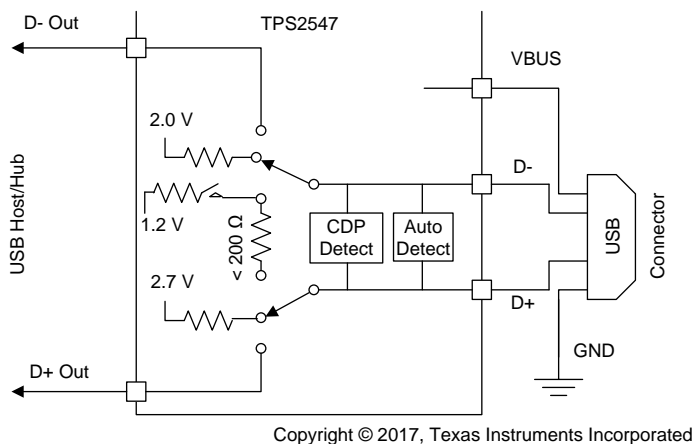 D- Out
TPS2547
VBUS
2.0 V
D-
USB Host/Hub
1.2 V
< 200 Ω
CDP
Detect
Auto
Detect
USB
Connector
2.7 V
D+
GND
D+ Out
Copyright © 2017, Texas Instruments Incorporated